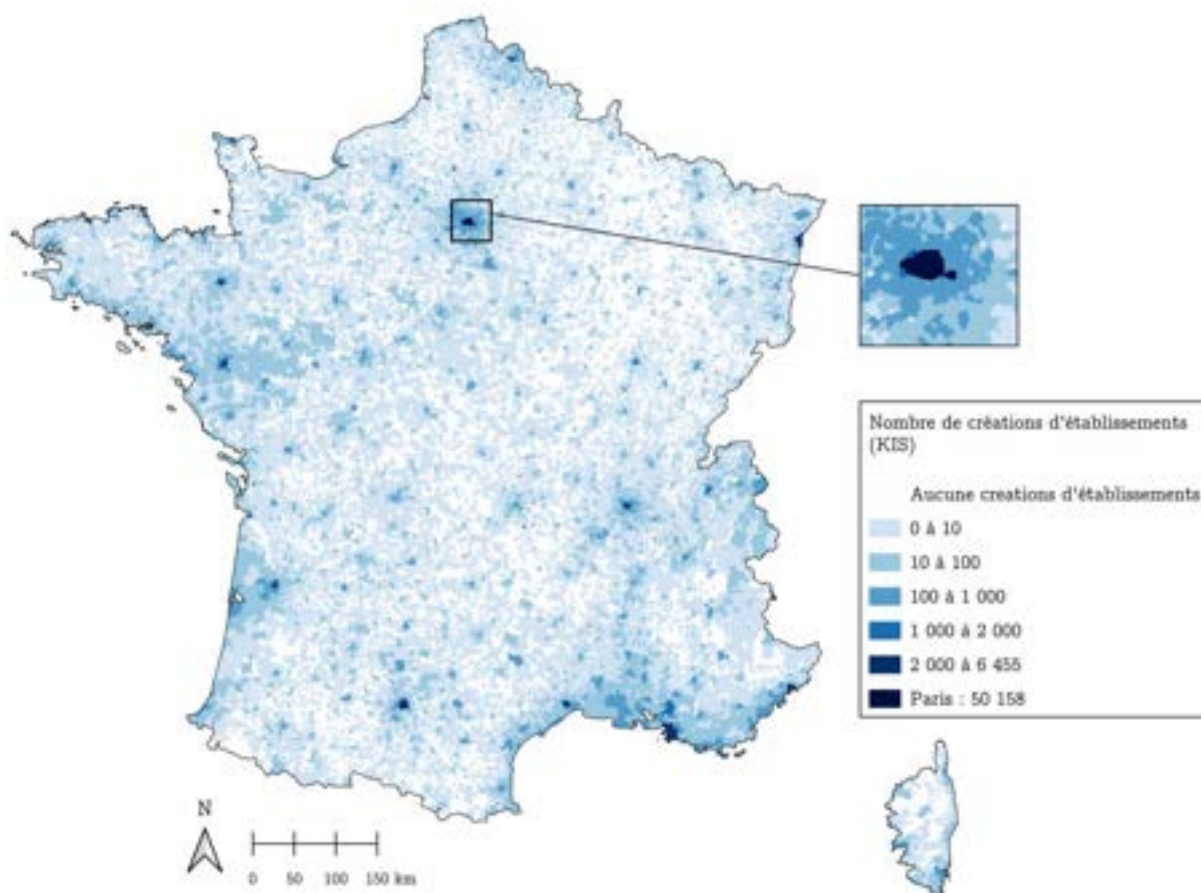 Nombre de créations d'établissements
(KIS)
Aucune creations d'établissements
0 à 10
10 à 100
100 à 1 000
1 000 à 2 000
2 000 à 6 455
Paris : 50 158
N
0 50 100 150 km